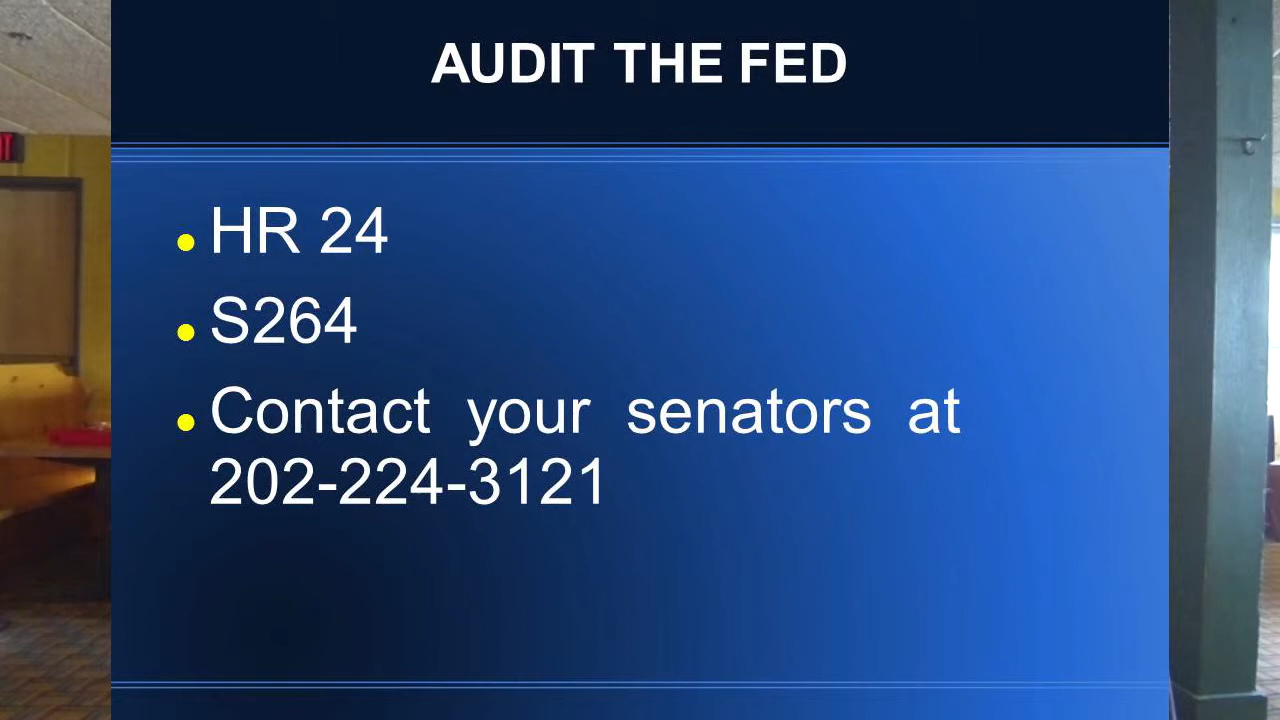 AUDIT THE FED
HR 24
S264
Contact your senators at
202-224-3121